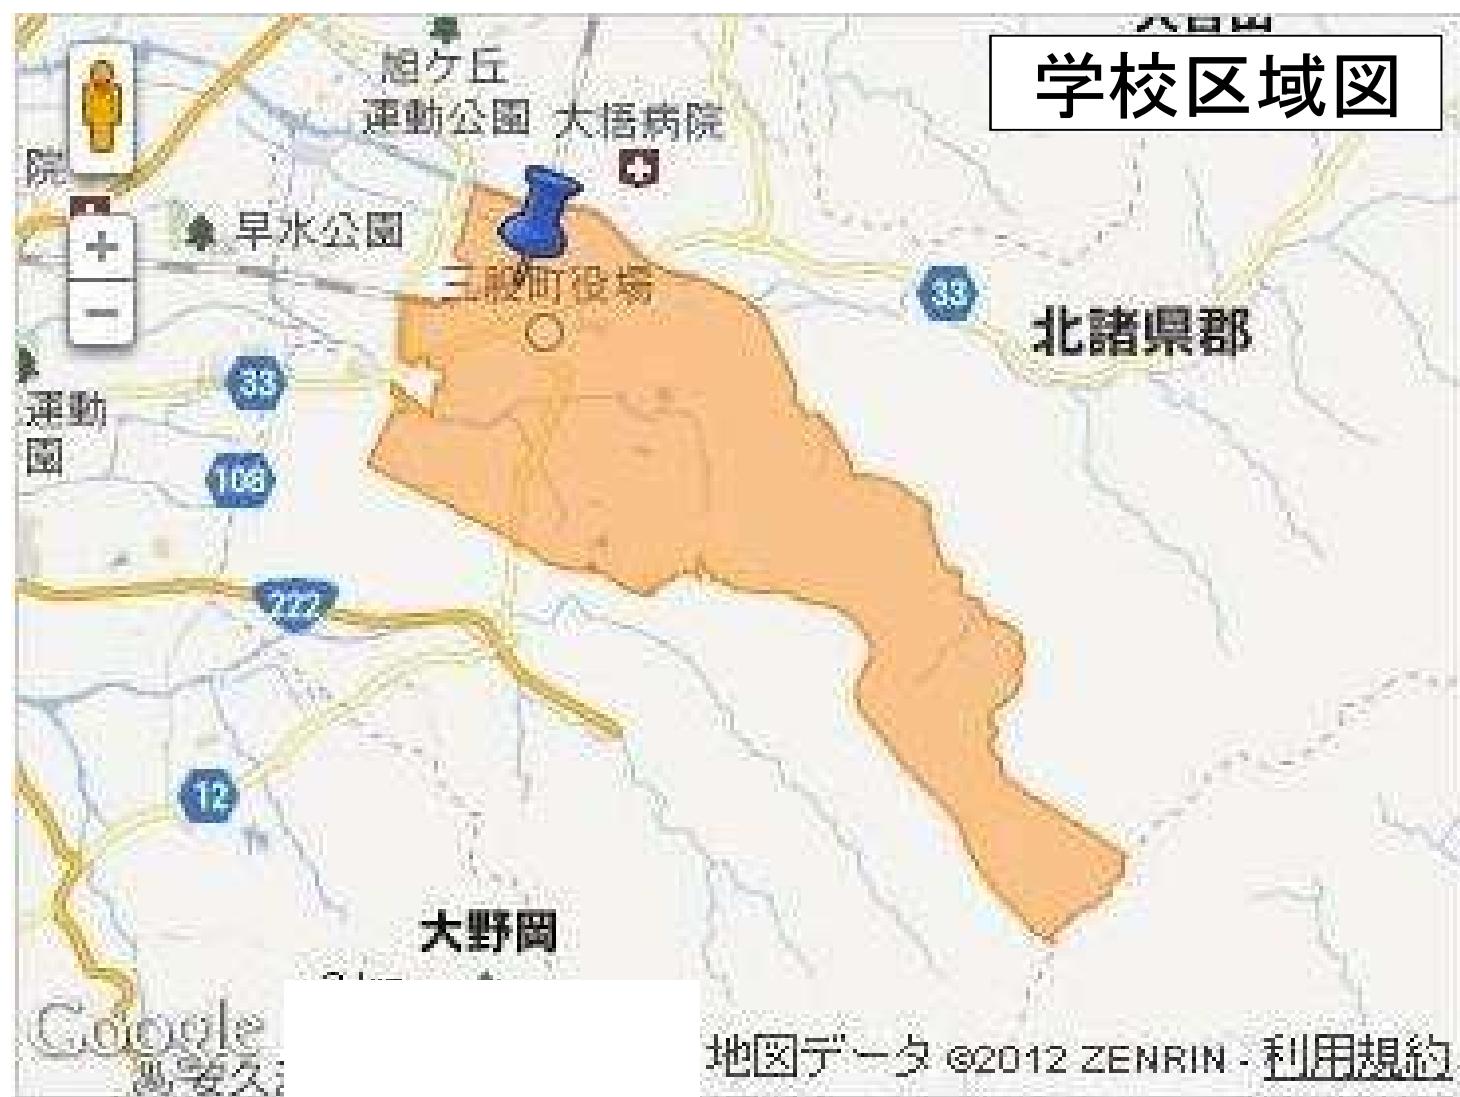 学校区域図
旭ケ丘
運動公園
大悟病院
院
早水公園
+
三股町役場
−
33
北諸県郡
33
運動
園
108
222
12
大野岡
Google
地図データ ©2012 ZENRIN - 利用規約